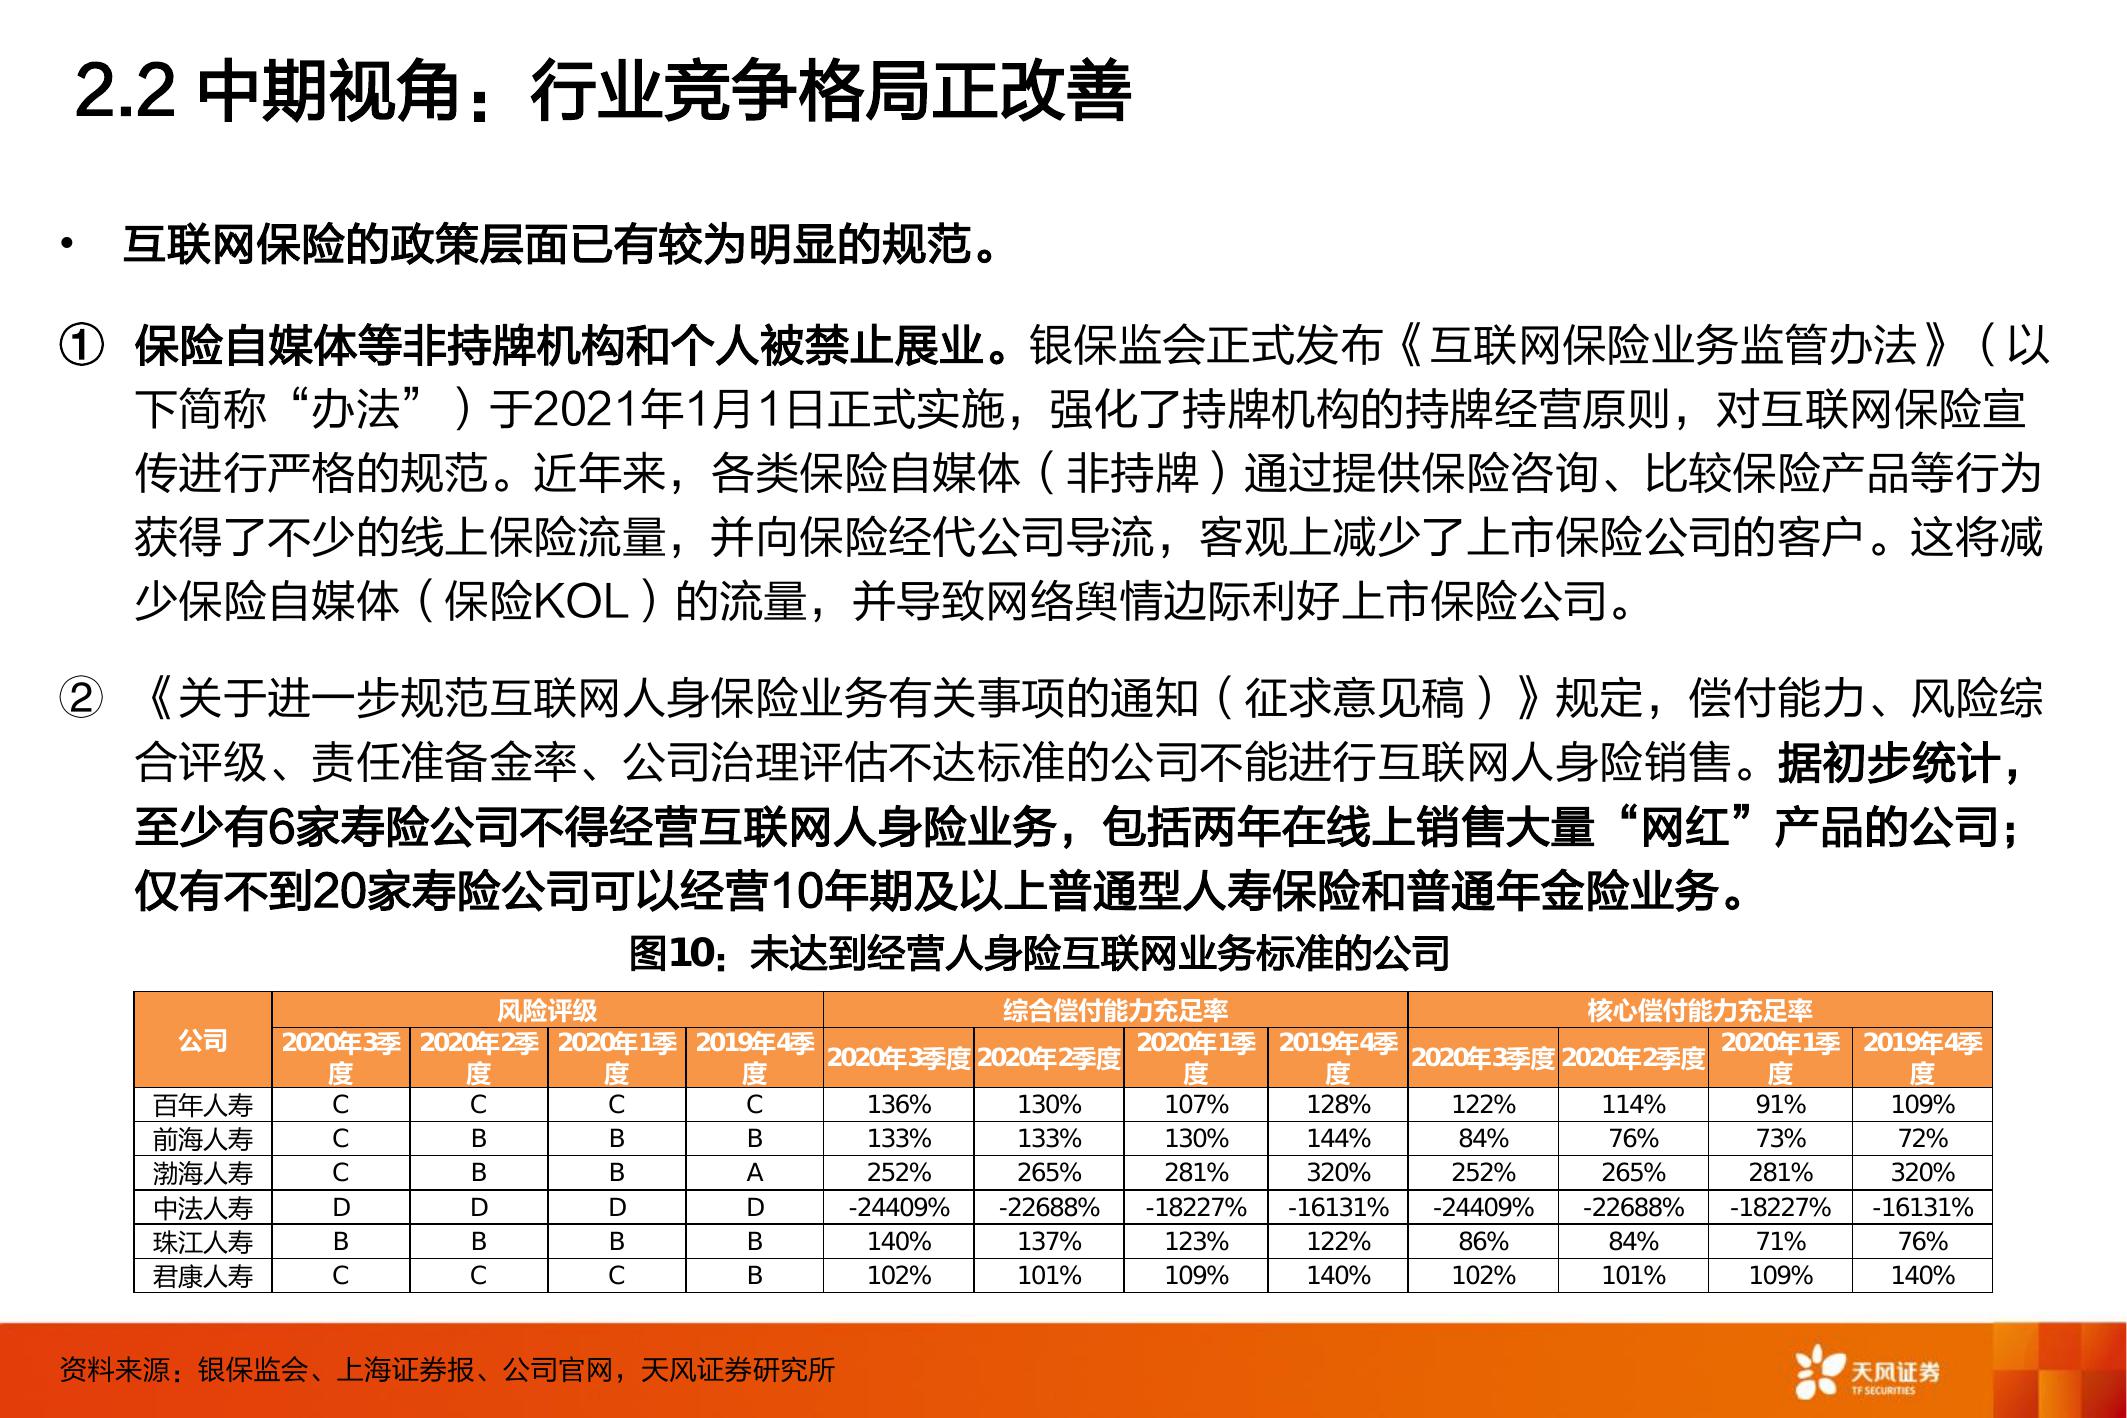 2.2 中期视角：行业竞争格局正改善
• 互联网保险的政策层面已有较为明显的规范。
① 保险自媒体等非持牌机构和个人被禁止展业。银保监会正式发布《互联网保险业务监管办法》（以
下简称“办法”）于2021年1月1日正式实施，强化了持牌机构的持牌经营原则，对互联网保险宣
传进行严格的规范。近年来，各类保险自媒体（非持牌）通过提供保险咨询、比较保险产品等行为
获得了不少的线上保险流量，并向保险经代公司导流，客观上减少了上市保险公司的客户。这将减
少保险自媒体（保险KOL）的流量，并导致网络舆情边际利好上市保险公司。
② 《关于进一步规范互联网人身保险业务有关事项的通知（征求意见稿）》规定，偿付能力、风险综
合评级、责任准备金率、公司治理评估不达标准的公司不能进行互联网人身险销售。据初步统计，
至少有6家寿险公司不得经营互联网人身险业务，包括两年在线上销售大量“网红”产品的公司；
仅有不到20家寿险公司可以经营10年期及以上普通型人寿保险和普通年金险业务。
图10：未达到经营人身险互联网业务标准的公司
公司 风险评级 综合偿付能力充足率 核心偿付能力充足率
2020年3季度 2020年2季度 2020年1季度 2019年4季度 2020年3季度 2020年2季度 2020年1季度 2019年4季度 2020年3季度 2020年2季度 2020年1季度 2019年4季度
百年人寿 C C C C 136% 130% 107% 128% 122% 114% 91% 109%
前海人寿 C B B B 133% 133% 130% 144% 84% 76% 73% 72%
渤海人寿 C B B A 252% 265% 281% 320% 252% 265% 281% 320%
中法人寿 D D D D -24409% -22688% -18227% -16131% -24409% -22688% -18227% -16131%
珠江人寿 B B B B 140% 137% 123% 122% 86% 84% 71% 76%
君康人寿 C C C B 102% 101% 109% 140% 102% 101% 109% 140%
资料来源：银保监会、上海证券报、公司官网，天风证券研究所
天风证券
TF SECURITIES